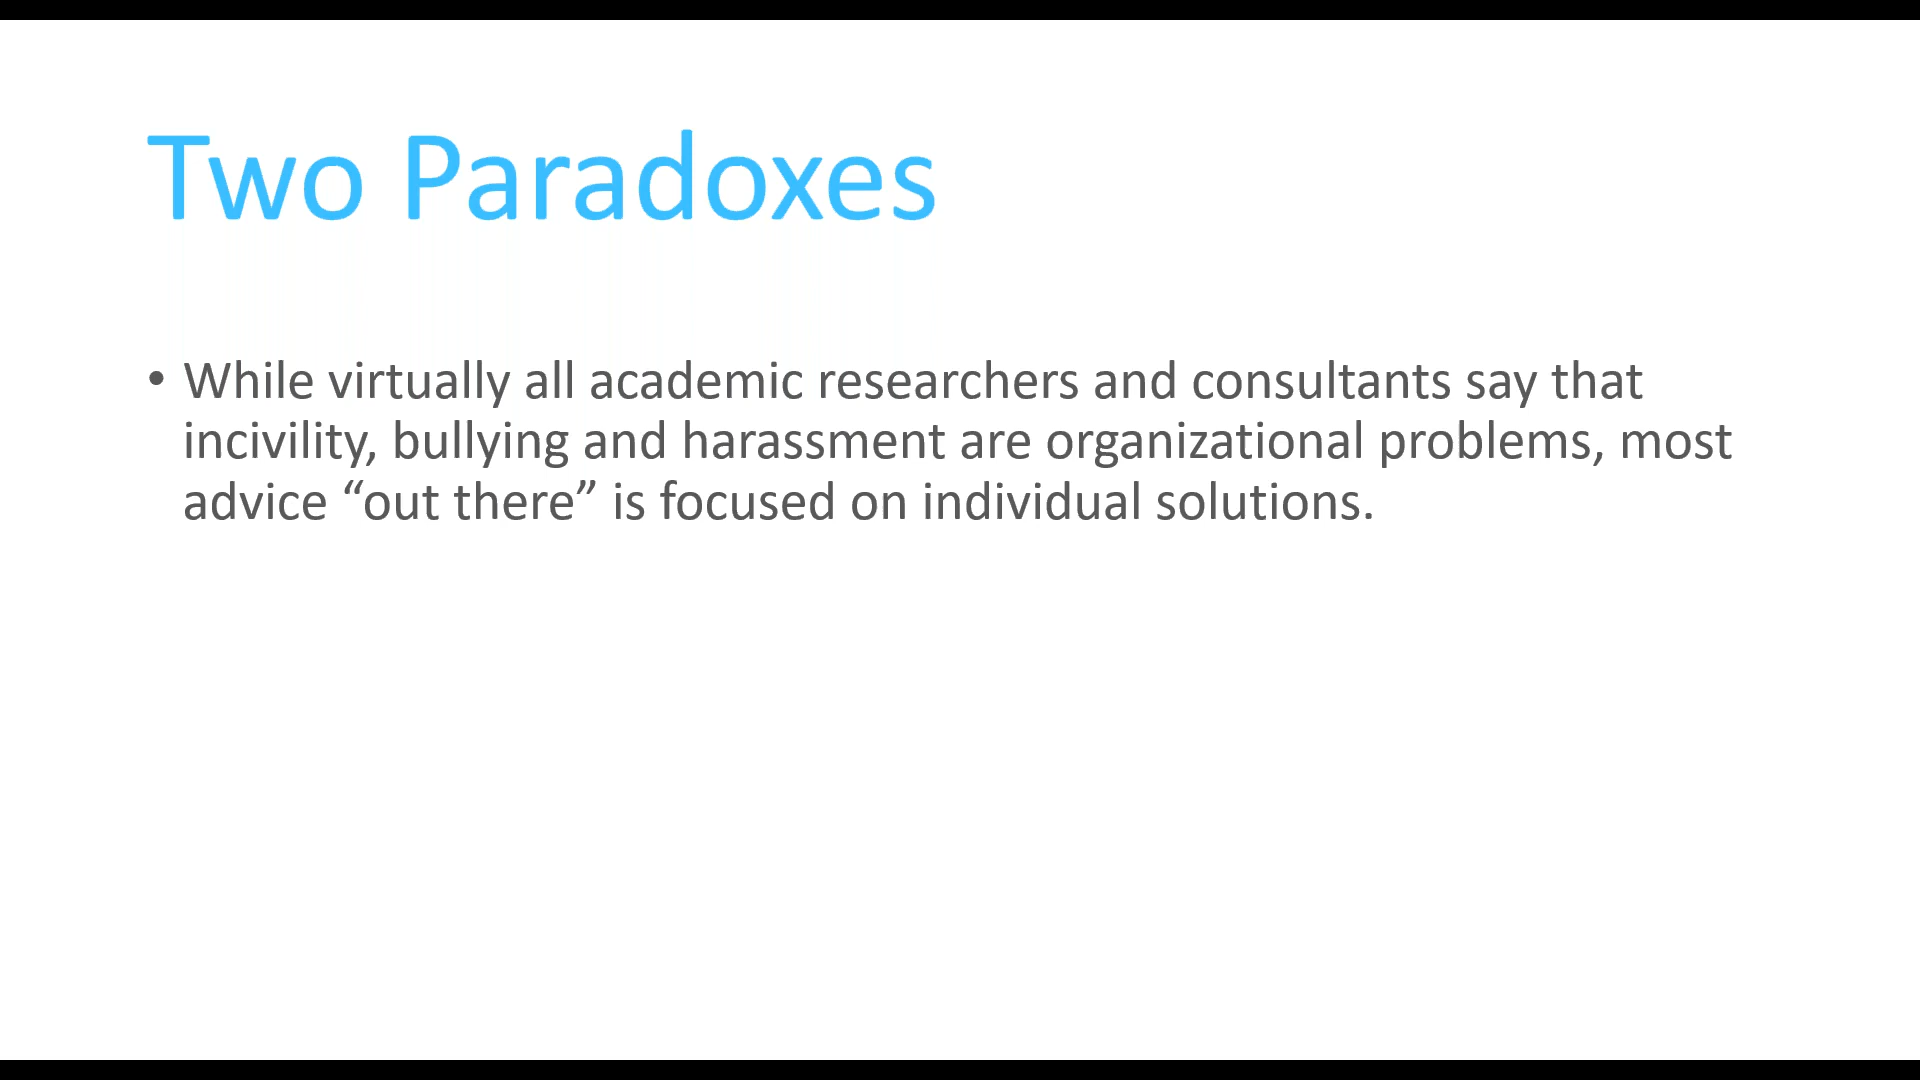 Two Paradoxes
• While virtually all academic researchers and consultants say that
incivility, bullying and harassment are organizational problems, most
advice “out there” is focused on individual solutions.